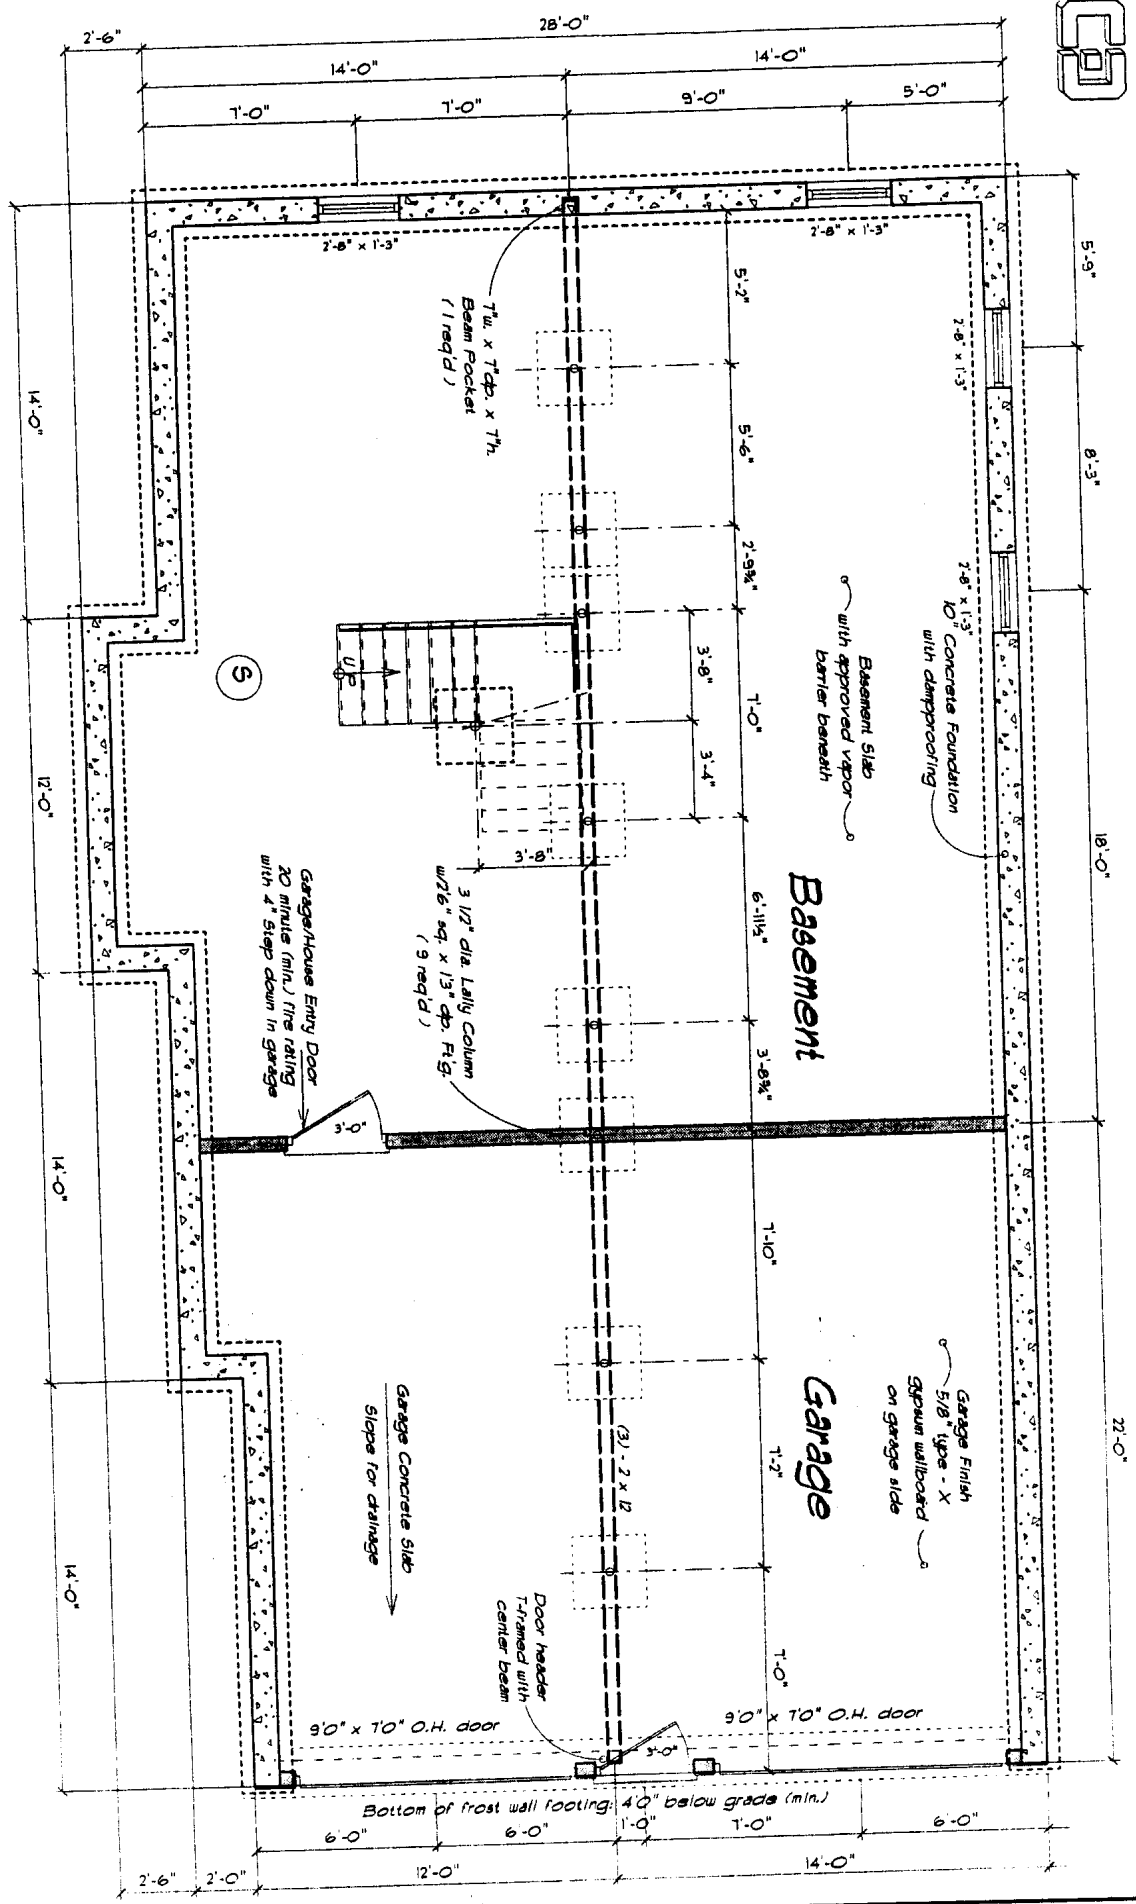 28'-0"
2'-6"
14'-0"
14'-0"
7'-0"
7'-0"
9'-0"
5'-0"
2'-8" x 1'-3"
2'-8" x 1'-3"
5'-9"
8'-3"
18'-0"
22'-0"
2'-8" x 1'-3"
2'-8" x 1'-3"
10" Concrete Foundation
with dampproofing
5'-2"
5'-6"
2'-9¾"
7'-0"
6'-11½"
3'-8¾"
7'-10"
7'-2"
7'-0"
3'-8"
3'-4"
3'-8"
7"w. x 7"dp. x 7"h.
Beam Pocket
( 1 req'd )
Basement Slab
with approved vapor
barrier beneath
Basement
UP
S
3 1/2" dia. Lally Column
w/2'6" sq. x 1'3" dp. Ftg.
( 9 req'd )
Garage/House Entry Door
20 minute (min.) fire rating
with 4" Step down in garage
3'-0"
Garage
Garage Finish
5/8" type - X
gypsum wallboard
on garage side
(3) - 2 x 12
Garage Concrete Slab
Slope for drainage
Door header
T-framed with
center beam
9'0" x 7'0" O.H. door
3'-0"
9'0" x 7'0" O.H. door
Bottom of frost wall footing: 4'0" below grade (min.)
14'-0"
12'-0"
14'-0"
14'-0"
6'-0"
6'-0"
1'-0"
7'-0"
6'-0"
2'-6"
2'-0"
12'-0"
14'-0"